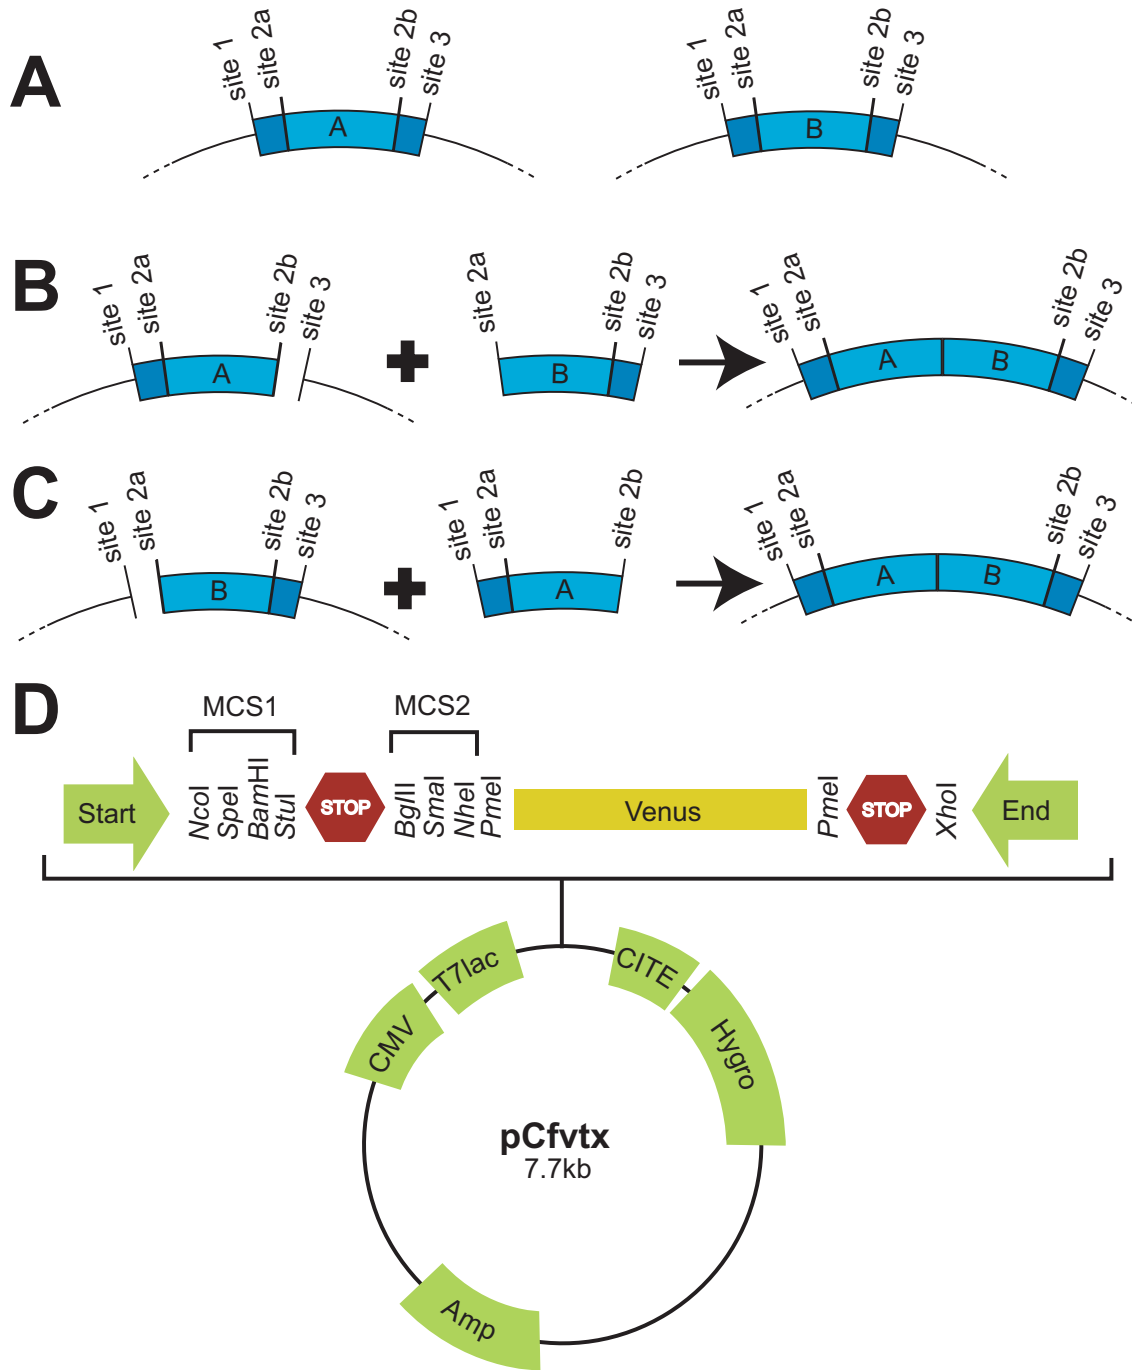 A
site 1
site 2a
site 2b
site 3
A
site 1
site 2a
site 2b
site 3
B
B
site 1
site 2a
site 2b
site 3
A
site 2a
site 2b
site 3
B
site 1
site 2a
site 2b
site 3
A
B
C
site 1
site 2a
site 2b
site 3
B
site 1
site 2a
site 2b
A
site 1
site 2a
site 2b
site 3
A
B
D
MCS1
MCS2
Start
NcoI
SpeI
BamHI
StuI
STOP
BglII
SmaI
NheI
PmeI
Venus
PmeI
STOP
XhoI
End
T7lac
CITE
CMV
Hygro
pCfvtx
7.7kb
Amp